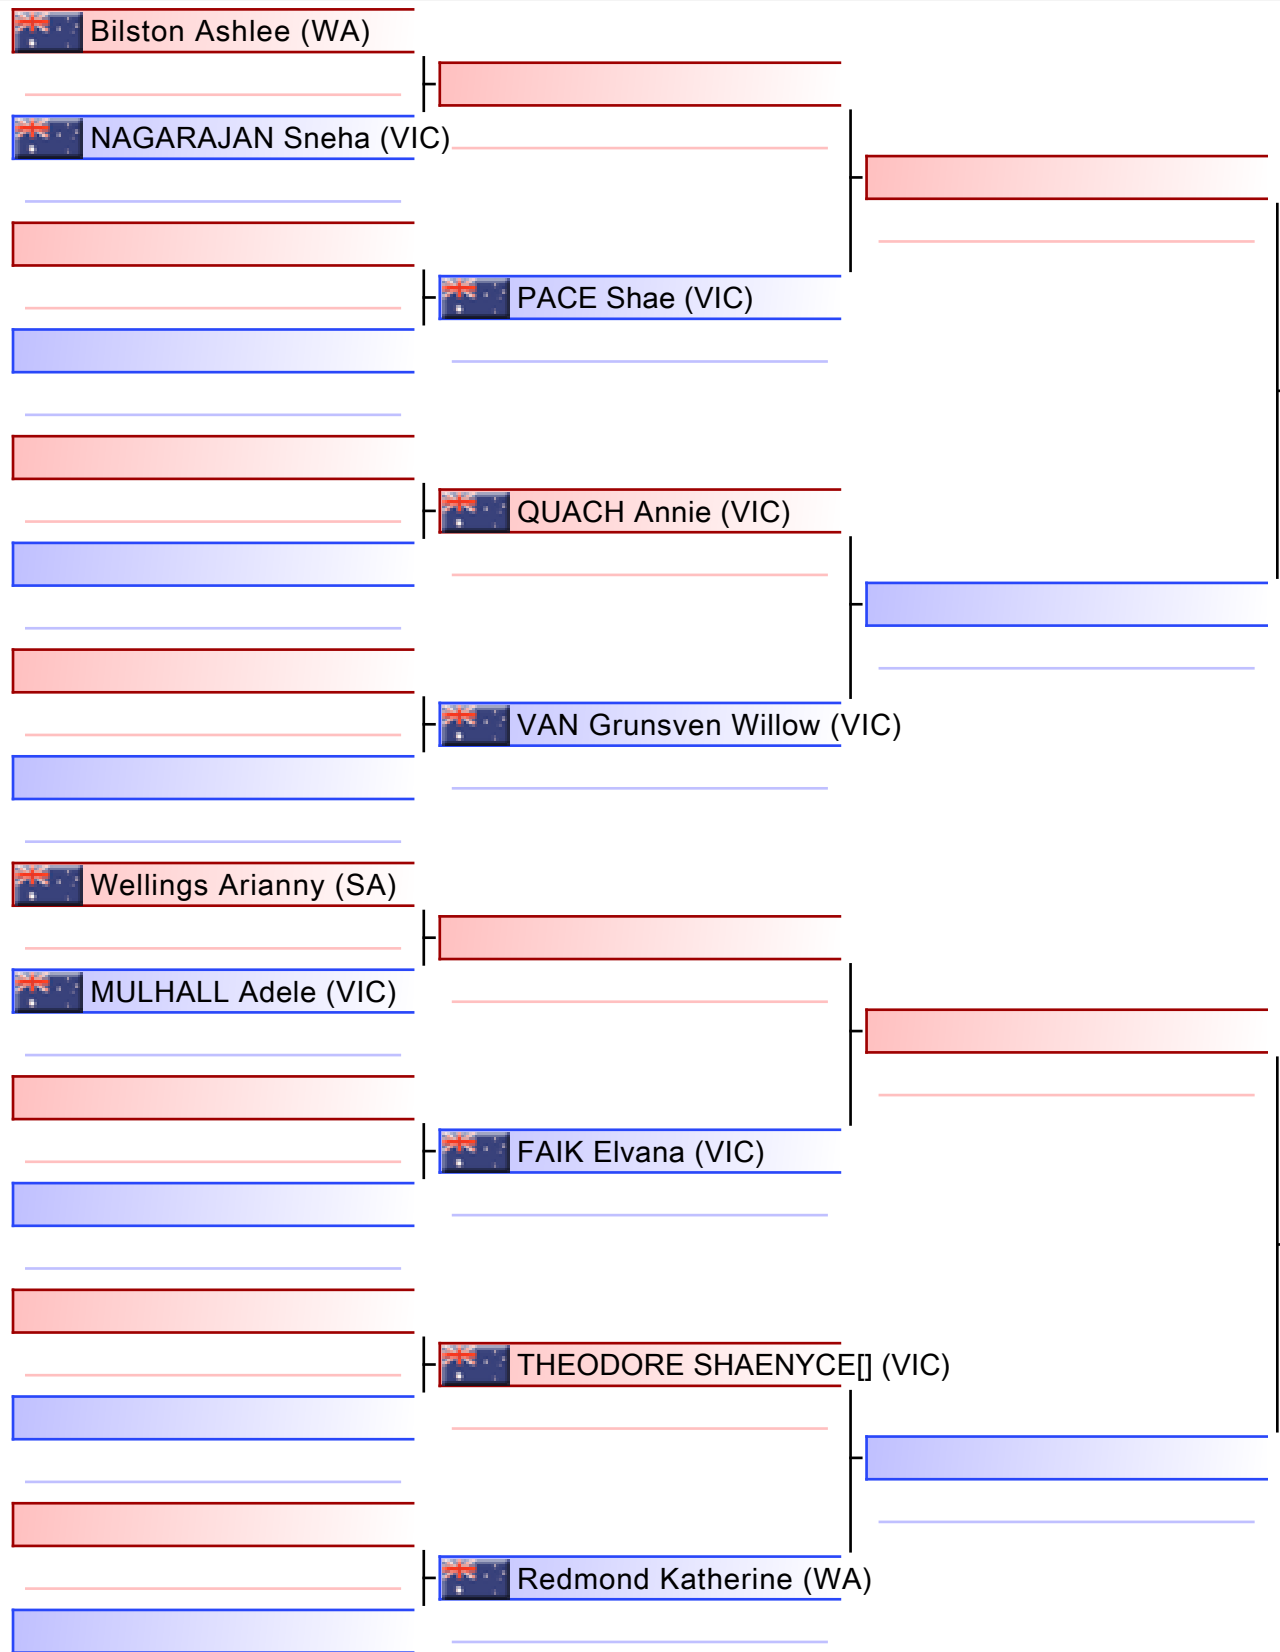 Bilston Ashlee (WA)
NAGARAJAN Sneha (VIC)
PACE Shae (VIC)
QUACH Annie (VIC)
VAN Grunsven Willow (VIC)
Wellings Arianny (SA)
MULHALL Adele (VIC)
FAIK Elvana (VIC)
THEODORE SHAENYCE[] (VIC)
Redmond Katherine (WA)